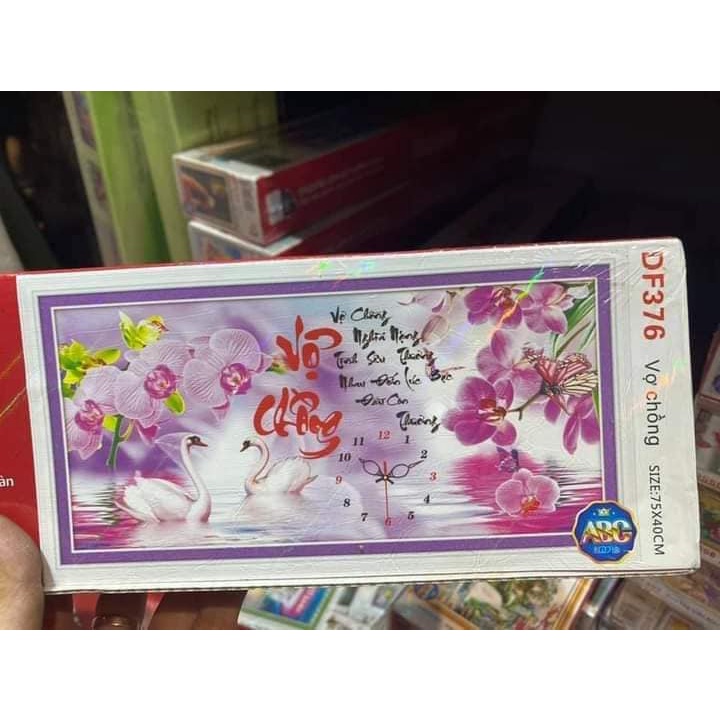 Vợ
Chồng
Vợ Chồng
Nghĩa Nặng
Tình Sâu Thương
Nhau Đến Lúc Bạc
Đầu Còn
Thương
12
11 1
10
9 3
8 4
7 5
6
ABC
DF376 Vợ chồng SIZE:75X40CM
àn